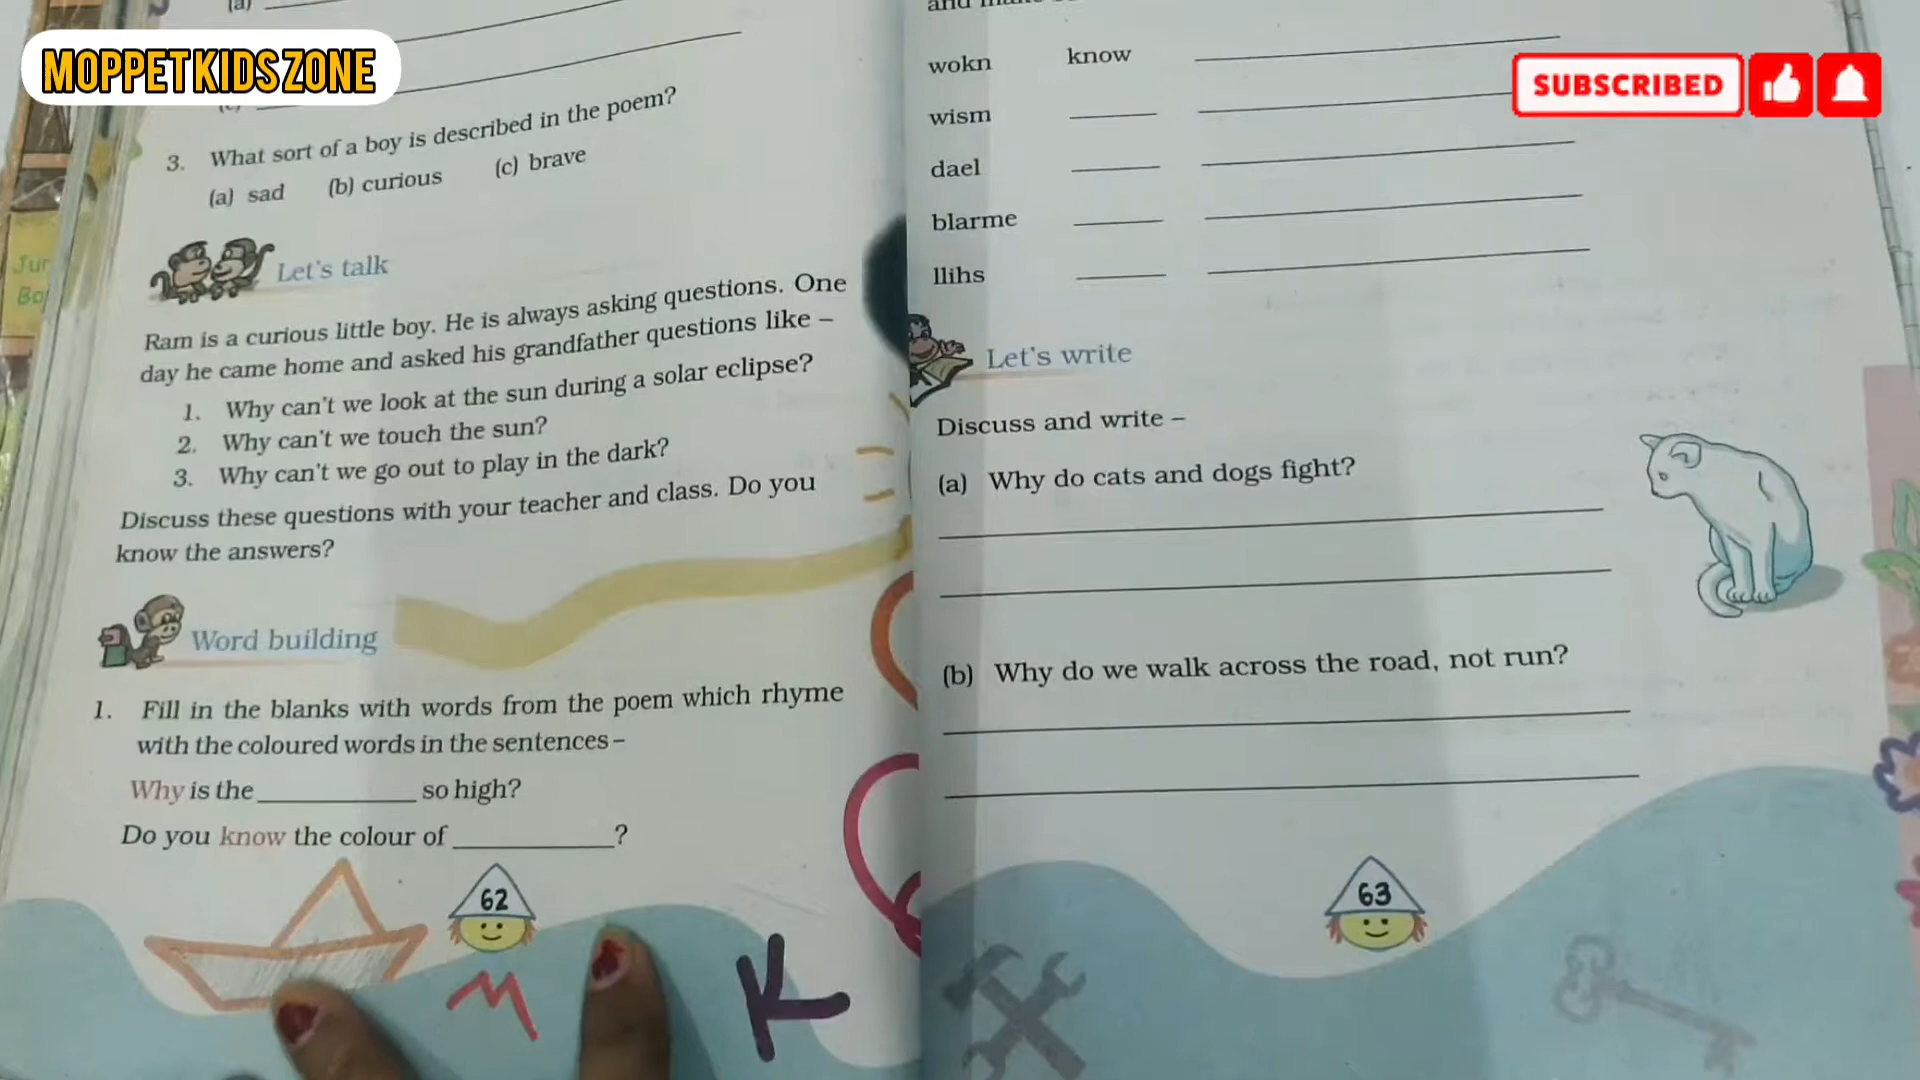 MOPPET KIDS ZONE
SUBSCRIBED
(a)
(c)
3. What sort of a boy is described in the poem?
(a) sad (b) curious (c) brave
Let's talk
Ram is a curious little boy. He is always asking questions. One
day he came home and asked his grandfather questions like –
1. Why can't we look at the sun during a solar eclipse?
2. Why can't we touch the sun?
3. Why can't we go out to play in the dark?
Discuss these questions with your teacher and class. Do you
know the answers?
Word building
1. Fill in the blanks with words from the poem which rhyme
with the coloured words in the sentences –
Why is the ____________ so high?
Do you know the colour of ____________?
62
M
K
and
wokn know
wism
dael
blarme
llihs
Let's write
Discuss and write –
(a) Why do cats and dogs fight?
(b) Why do we walk across the road, not run?
63